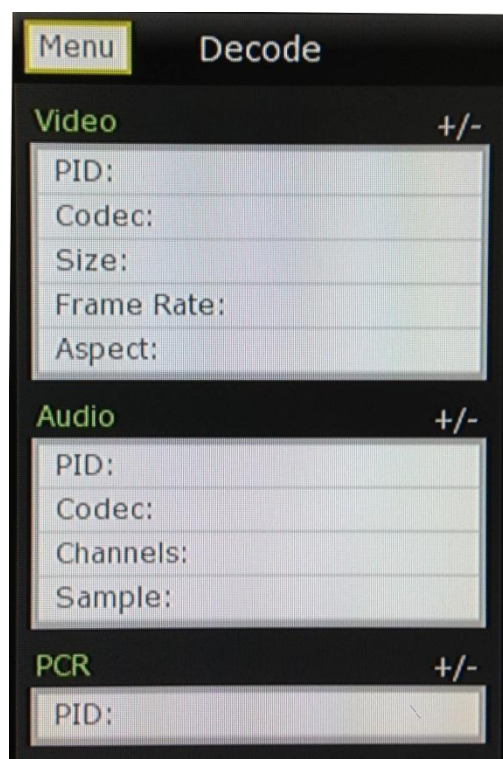 Menu Decode
Video +/-
PID:
Codec:
Size:
Frame Rate:
Aspect:
Audio +/-
PID:
Codec:
Channels:
Sample:
PCR +/-
PID: